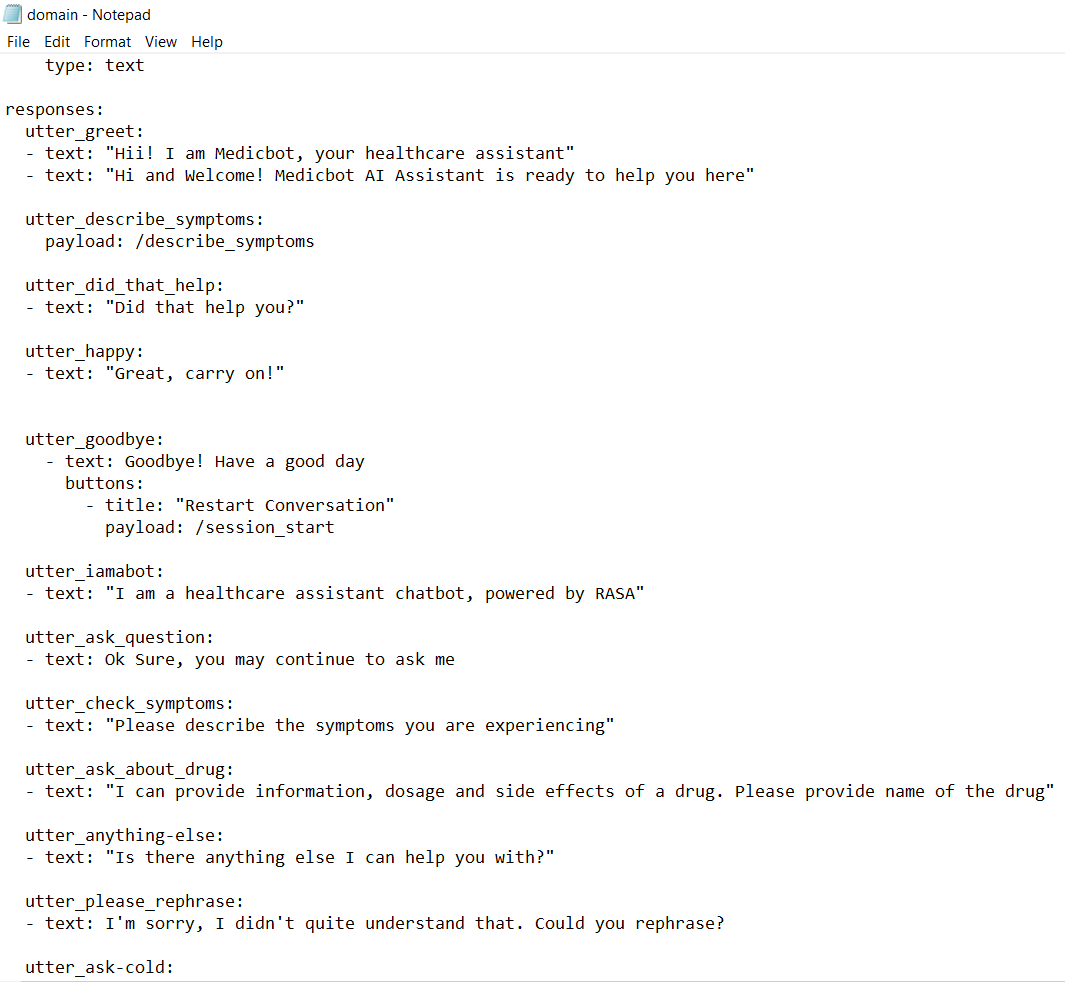 domain - Notepad
File Edit Format View Help
type: text
responses:
utter_greet:
- text: "Hii! I am Medicbot, your healthcare assistant"
- text: "Hi and Welcome! Medicbot AI Assistant is ready to help you here"
utter_describe_symptoms:
payload: /describe_symptoms
utter_did_that_help:
- text: "Did that help you?"
utter_happy:
- text: "Great, carry on!"
utter_goodbye:
- text: Goodbye! Have a good day
buttons:
- title: "Restart Conversation"
payload: /session_start
utter_iamabot:
- text: "I am a healthcare assistant chatbot, powered by RASA"
utter_ask_question:
- text: Ok Sure, you may continue to ask me
utter_check_symptoms:
- text: "Please describe the symptoms you are experiencing"
utter_ask_about_drug:
- text: "I can provide information, dosage and side effects of a drug. Please provide name of the drug"
utter_anything-else:
- text: "Is there anything else I can help you with?"
utter_please_rephrase:
- text: I'm sorry, I didn't quite understand that. Could you rephrase?
utter_ask-cold: